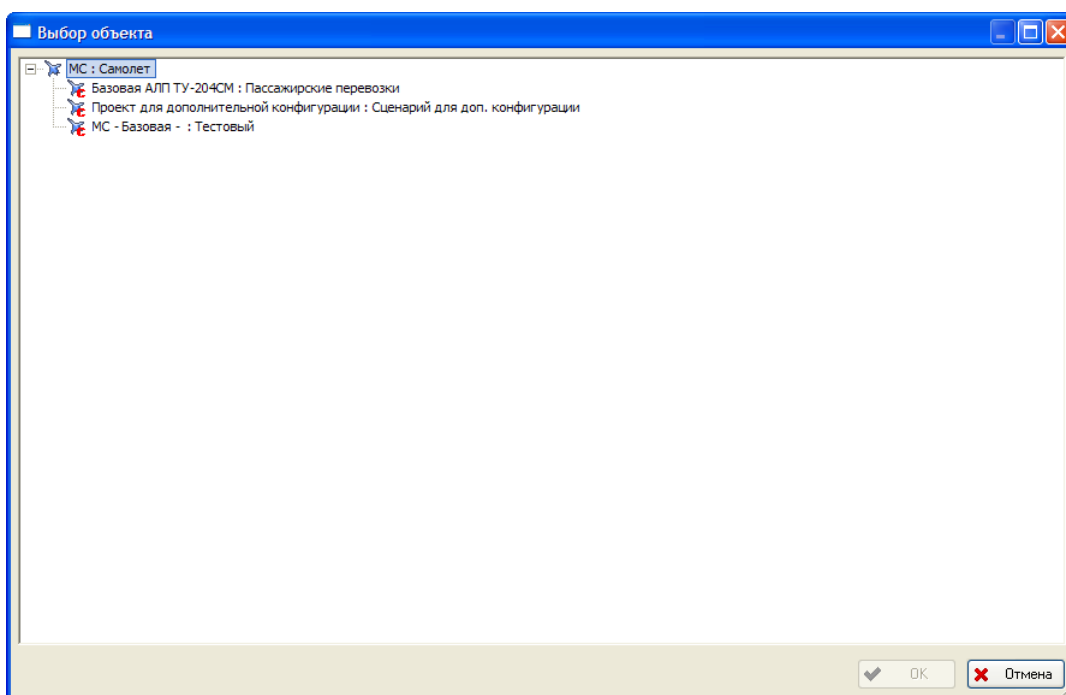 Выбор объекта
МС : Самолет
Базовая АЛП ТУ-204СМ : Пассажирские перевозки
Проект для дополнительной конфигурации : Сценарий для доп. конфигурации
МС - Базовая - : Тестовый
OK
Отмена